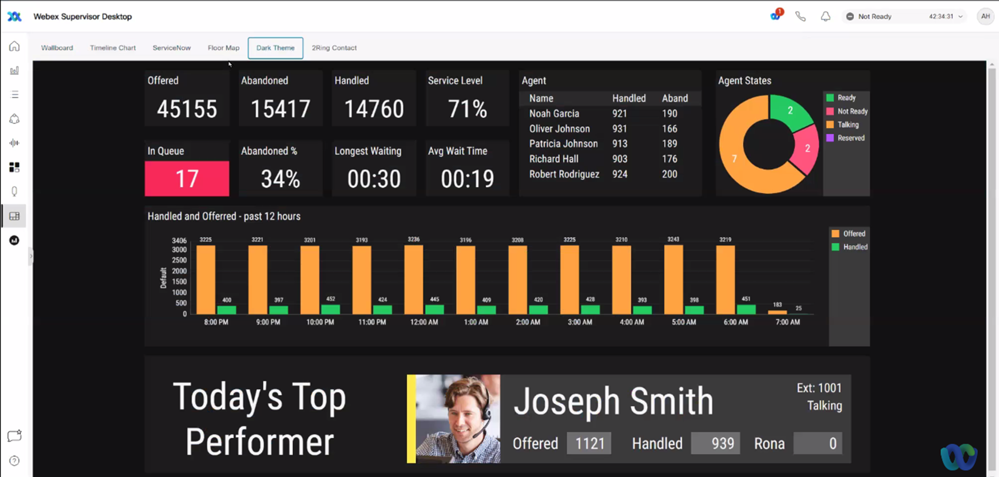 Webex Supervisor Desktop
1
Not Ready 42:34:31
AH
Wallboard Timeline Chart ServiceNow Floor Map Dark Theme 2Ring Contact
Offered
45155
Abandoned
15417
Handled
14760
Service Level
71%
In Queue
17
Abandoned %
34%
Longest Waiting
00:30
Avg Wait Time
00:19
Agent
Name Handled Aband
Noah Garcia 921 190
Oliver Johnson 931 166
Patricia Johnson 913 189
Richard Hall 903 176
Robert Rodriguez 924 200
Agent States
2
2
7
Ready
Not Ready
Talking
Reserved
Handled and Offerred - past 12 hours
Default
3406
3000
2500
2000
1500
1000
500
0
3225 3221 3201 3193 3236 3196 3208 3225 3210 3243 3219 183
400 397 452 424 445 409 420 428 393 398 451 25
8:00 PM 9:00 PM 10:00 PM 11:00 PM 12:00 AM 1:00 AM 2:00 AM 3:00 AM 4:00 AM 5:00 AM 6:00 AM 7:00 AM
Offered
Handled
Today's Top
Performer
Joseph Smith
Ext: 1001
Talking
Offered 1121 Handled 939 Rona 0